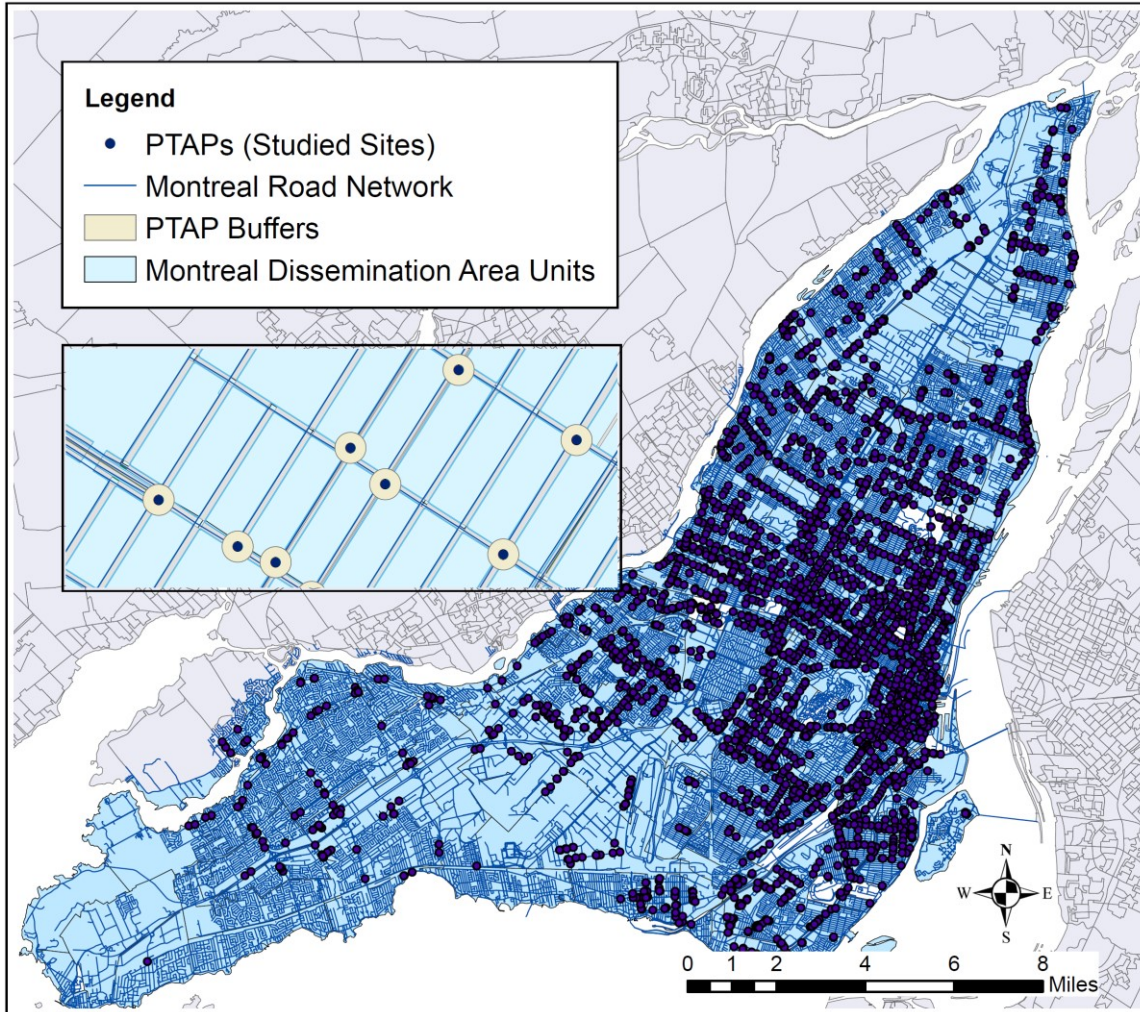 Legend
PTAPs (Studied Sites)
Montreal Road Network
PTAP Buffers
Montreal Dissemination Area Units
N
W E
S
0 1 2 4 6 8
Miles